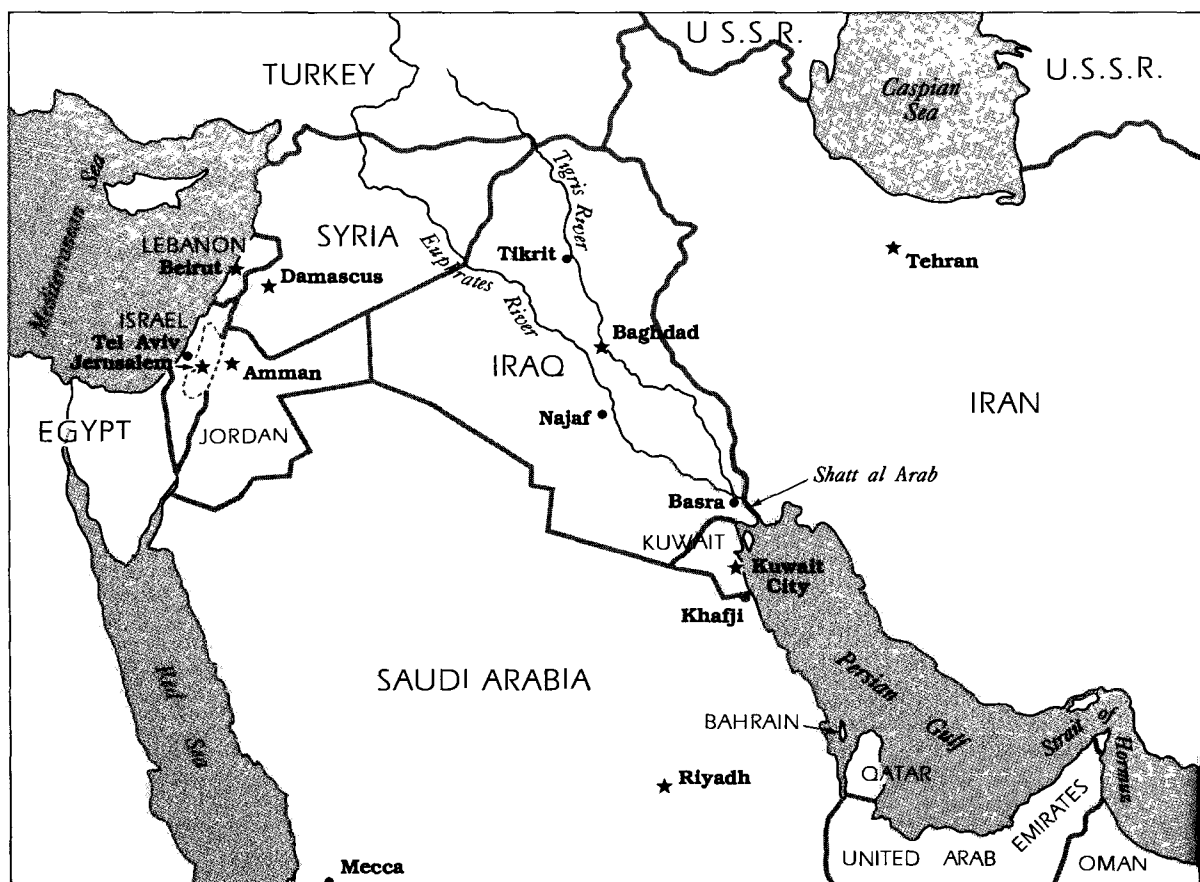 U.S.S.R.
TURKEY
Caspian
Sea
U.S.S.R.
Tigris River
Mediterranean Sea
SYRIA
LEBANON
Beirut
Damascus
Euphrates
River
Tikrit
Tehran
ISRAEL
Tel Aviv
Jerusalem
Amman
Baghdad
IRAQ
IRAN
EGYPT
JORDAN
Najaf
Shatt al Arab
Basra
KUWAIT
Kuwait
City
Khafji
SAUDI ARABIA
Red
Sea
Persian
Gulf
Strait of
Hormuz
BAHRAIN
QATAR
Riyadh
UNITED ARAB EMIRATES
OMAN
Mecca